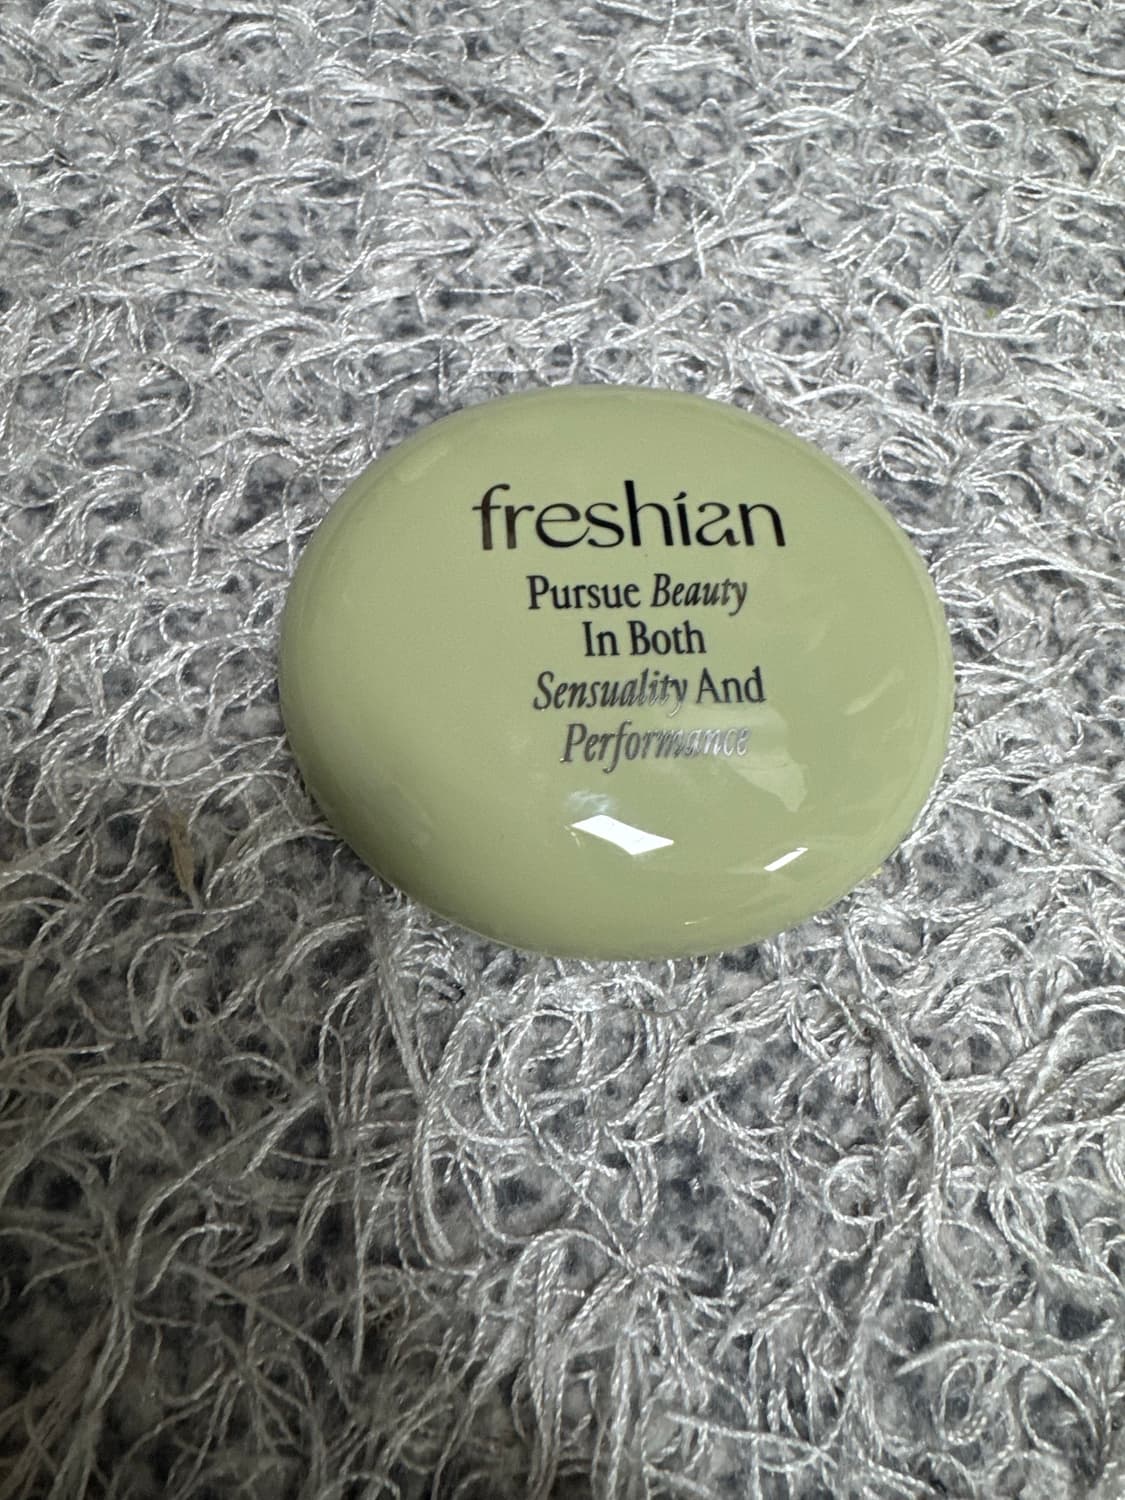 freshian
Pursue Beauty
In Both
Sensuality And
Performance